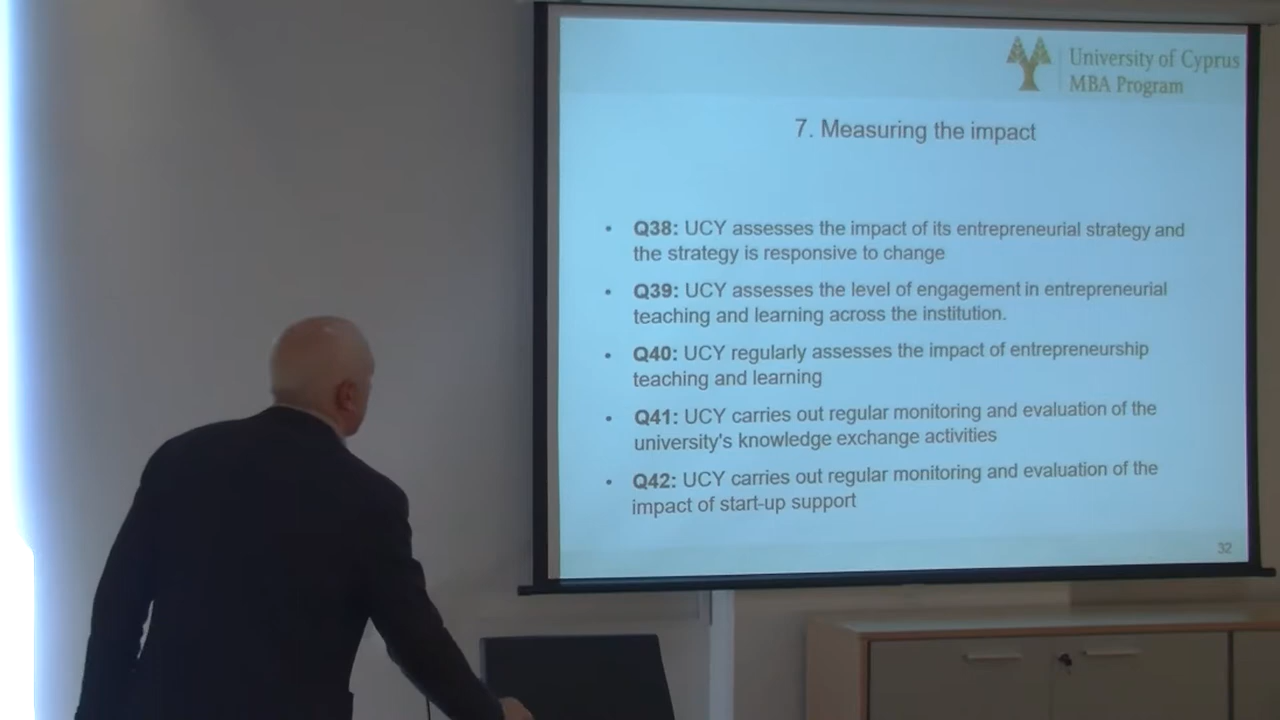 University of Cyprus
MBA Program
7. Measuring the impact
• Q38: UCY assesses the impact of its entrepreneurial strategy and
the strategy is responsive to change
• Q39: UCY assesses the level of engagement in entrepreneurial
teaching and learning across the institution.
• Q40: UCY regularly assesses the impact of entrepreneurship
teaching and learning
• Q41: UCY carries out regular monitoring and evaluation of the
university's knowledge exchange activities
• Q42: UCY carries out regular monitoring and evaluation of the
impact of start-up support
32